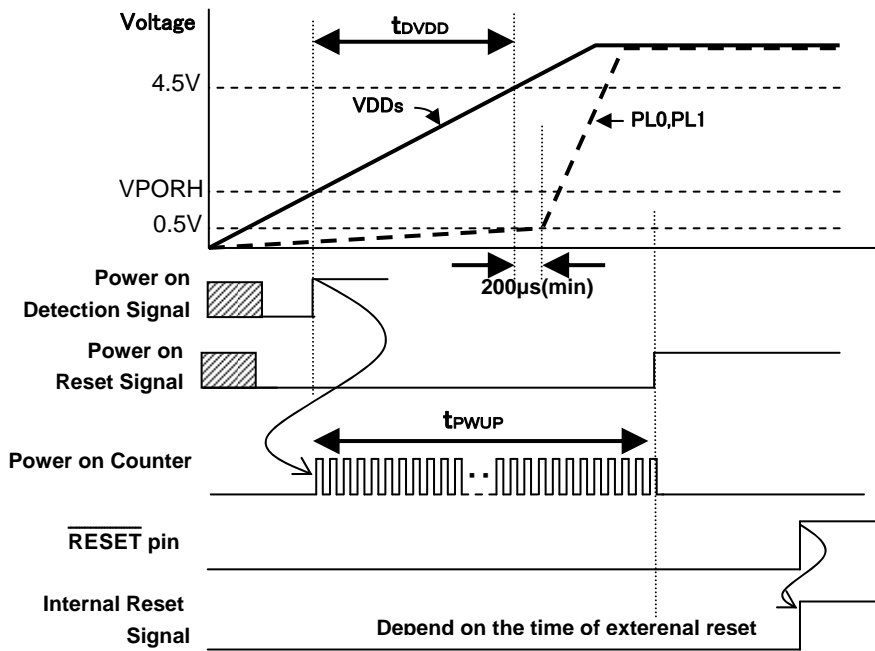 Voltage
tDVDD
4.5V
VDDs
PL0,PL1
VPORH
0.5V
200μs(min)
Power on
Detection Signal
Power on
Reset Signal
tPWUP
Power on Counter
RESET pin
Internal Reset
Signal
Depend on the time of exterenal reset